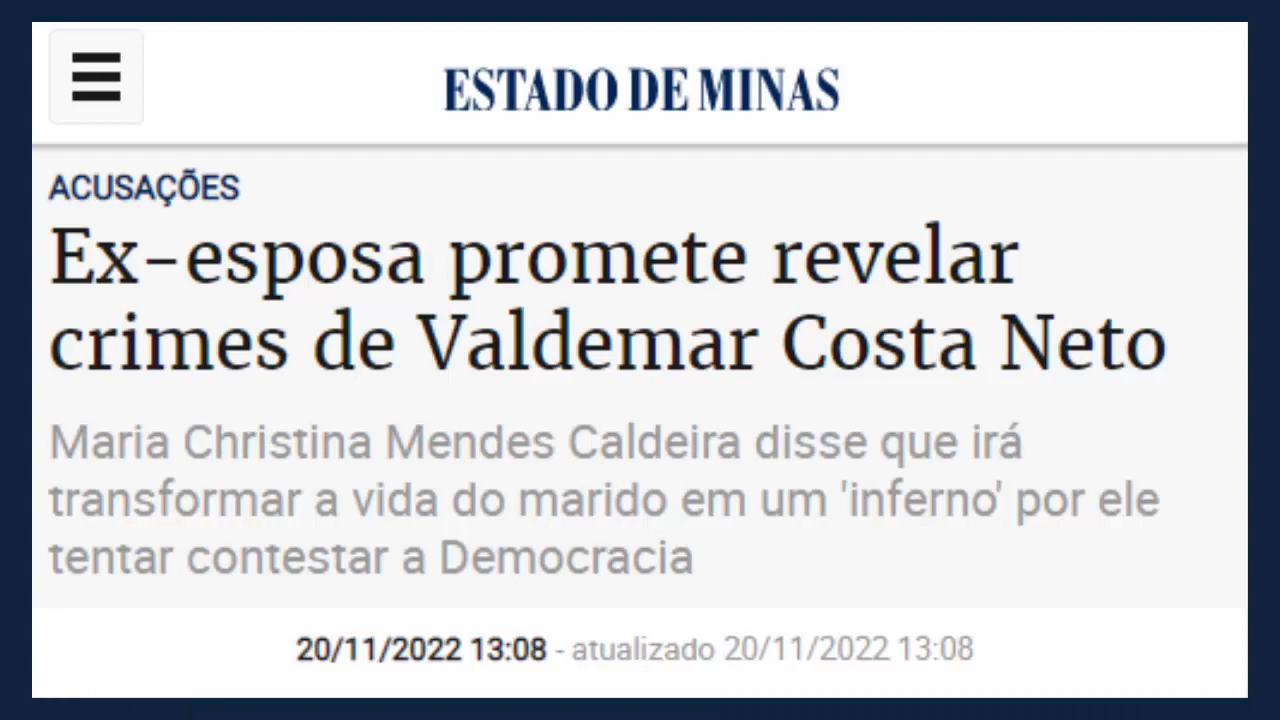 ESTADO DE MINAS
ACUSAÇÕES
Ex-esposa promete revelar
crimes de Valdemar Costa Neto
Maria Christina Mendes Caldeira disse que irá
transformar a vida do marido em um 'inferno' por ele
tentar contestar a Democracia
20/11/2022 13:08 - atualizado 20/11/2022 13:08